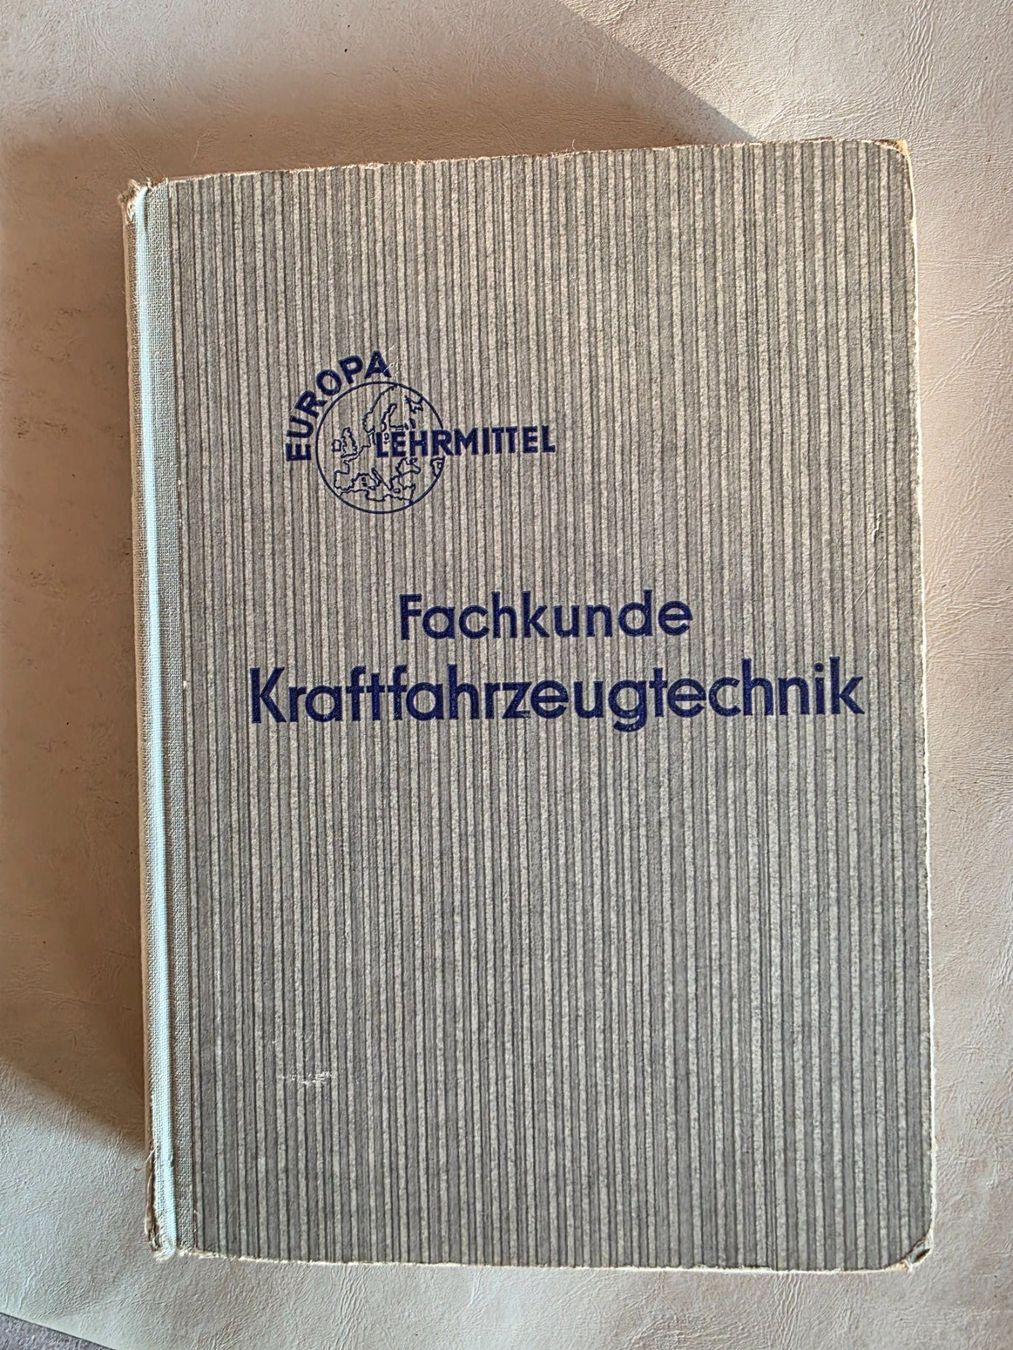 EUROPA
LEHRMITTEL
Fachkunde
Kraftfahrzeugtechnik